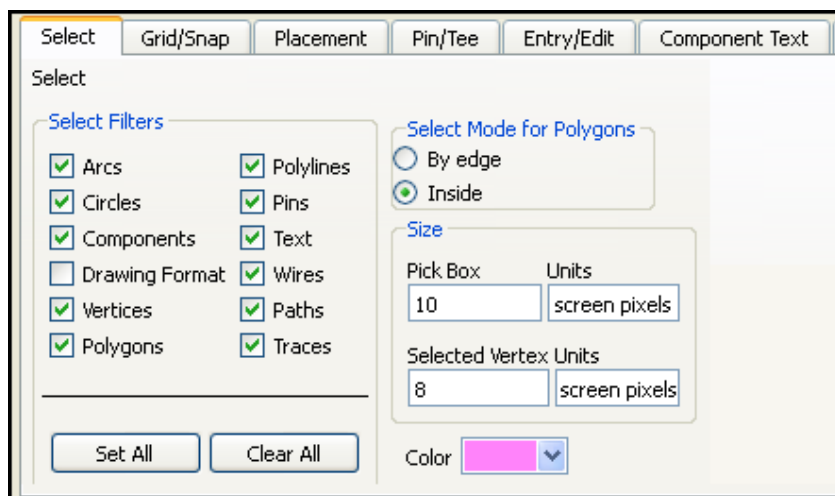 Select Grid/Snap Placement Pin/Tee Entry/Edit Component Text
Select
Select Filters
Arcs Polylines
Circles Pins
Components Text
Drawing Format Wires
Vertices Paths
Polygons Traces
Set All Clear All
Select Mode for Polygons
By edge
Inside
Size
Pick Box Units
10 screen pixels
Selected Vertex Units
8 screen pixels
Color